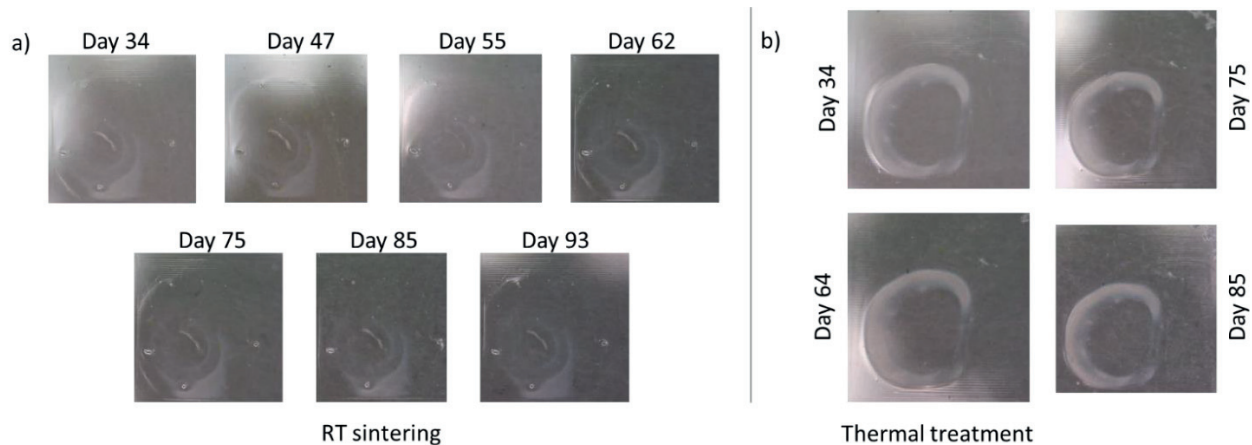 a)
Day 34
Day 47
Day 55
Day 62
Day 75
Day 85
Day 93
RT sintering
b)
Day 34
Day 75
Day 64
Day 85
Thermal treatment